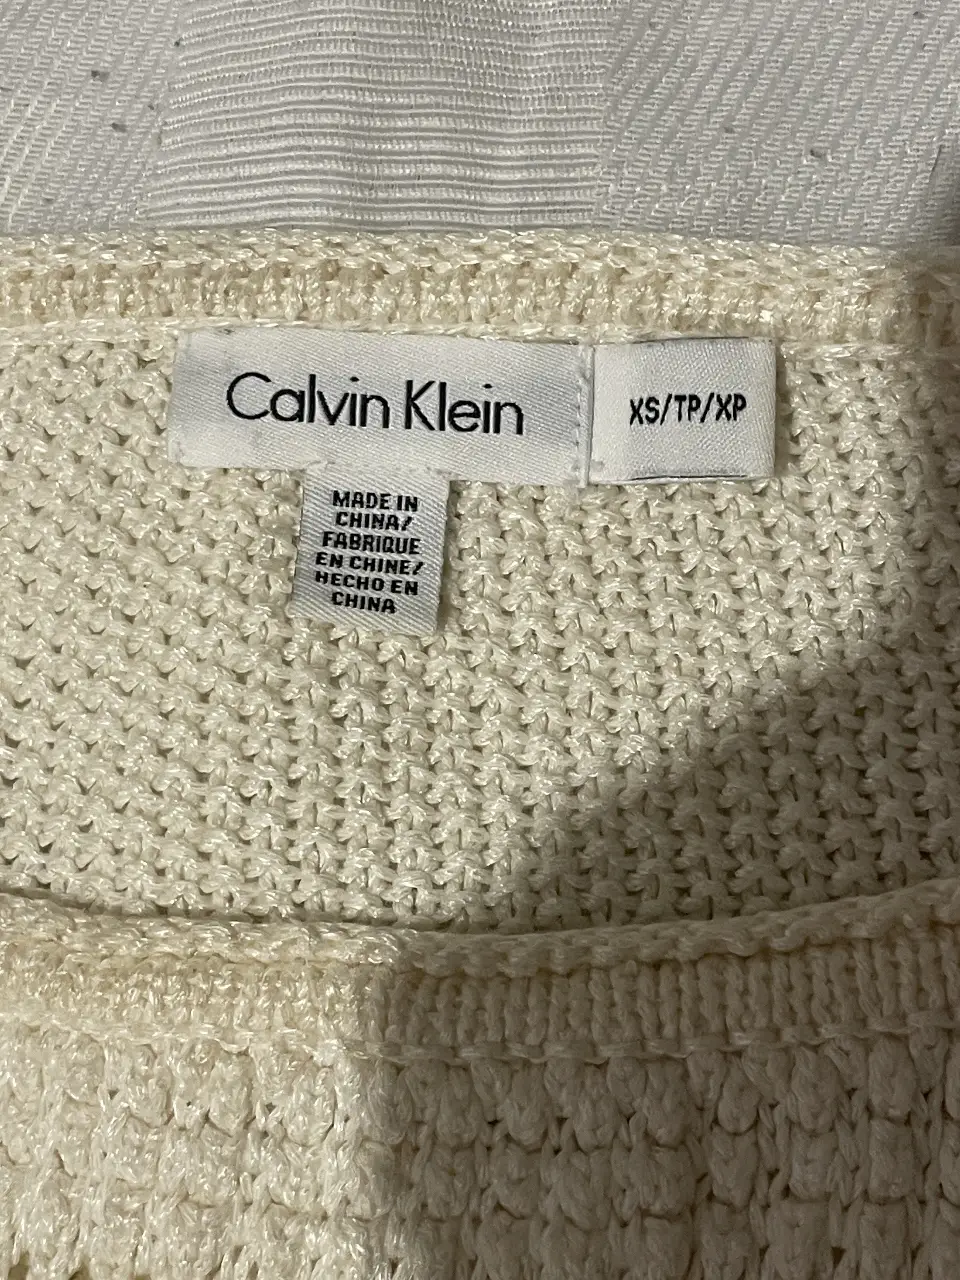 Calvin Klein
XS/TP/XP
MADE IN
CHINA/
FABRIQUE
EN CHINE/
HECHO EN
CHINA